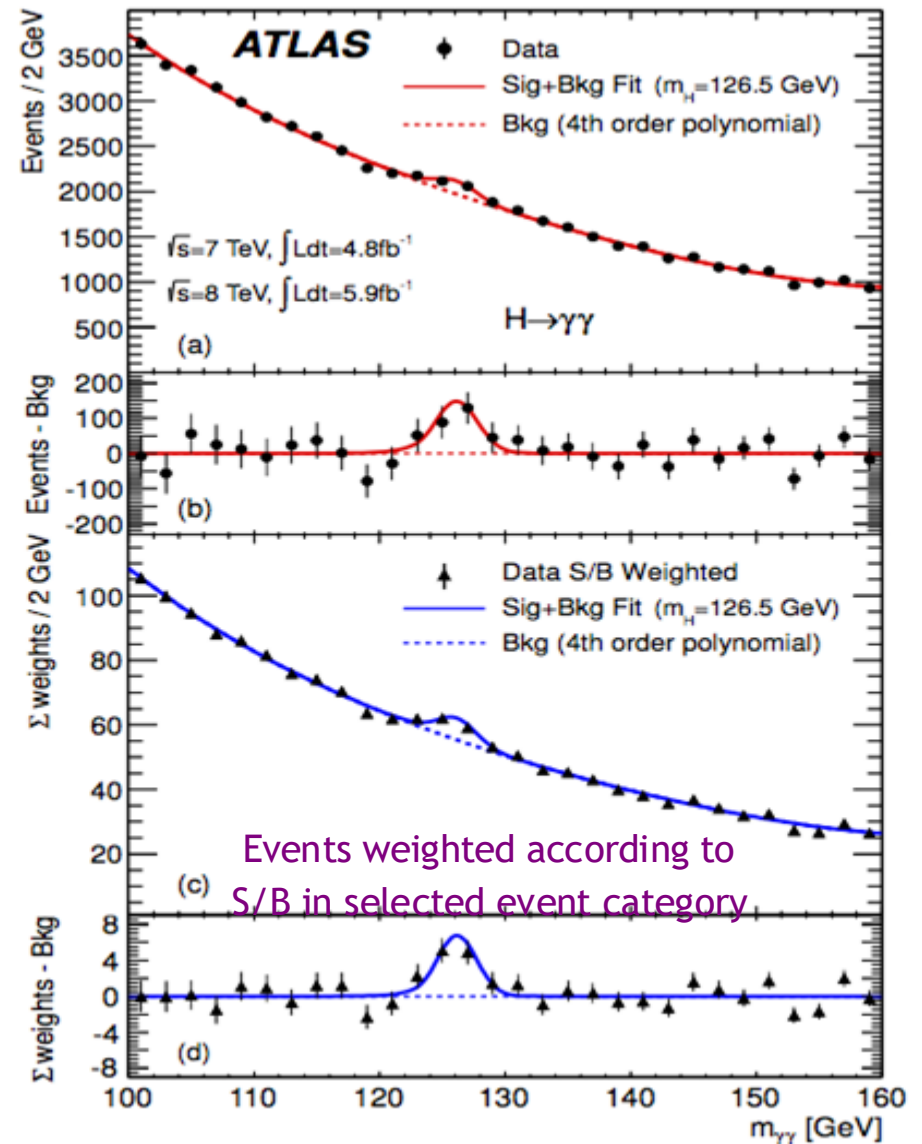 ATLAS
Data
Sig+Bkg Fit (mH=126.5 GeV)
Bkg (4th order polynomial)
Events / 2 GeV
3500
3000
2500
2000
1500
1000
500
√s=7 TeV, ∫Ldt=4.8fb⁻¹
√s=8 TeV, ∫Ldt=5.9fb⁻¹
H→γγ
(a)
Events - Bkg
200
100
0
-100
-200
(b)
Σ weights / 2 GeV
100
80
60
40
20
Data S/B Weighted
Sig+Bkg Fit (mH=126.5 GeV)
Bkg (4th order polynomial)
Events weighted according to
S/B in selected event category
(c)
Σ weights - Bkg
8
4
0
-4
-8
(d)
100 110 120 130 140 150 160
mγγ [GeV]